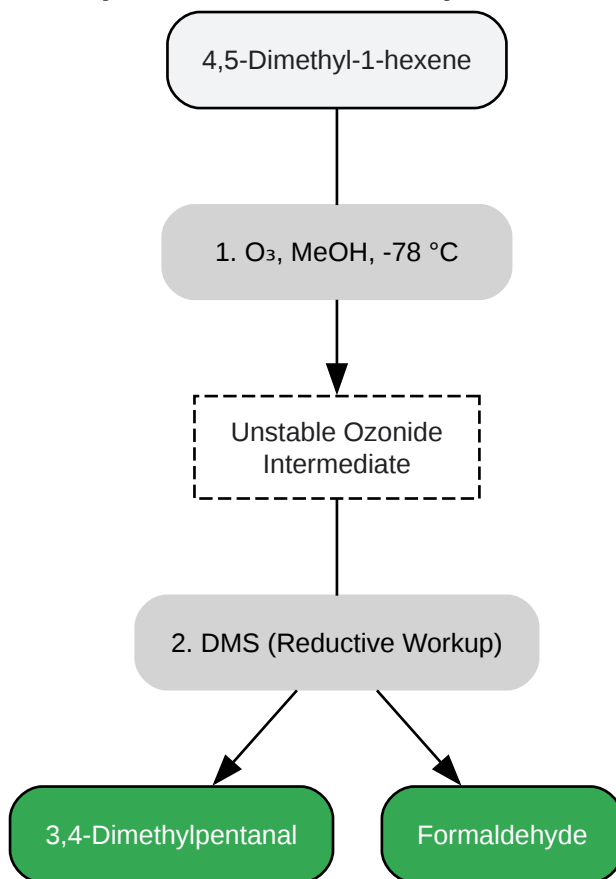 4,5-Dimethyl-1-hexene
1. O₃, MeOH, -78 °C
Unstable Ozonide
Intermediate
2. DMS (Reductive Workup)
3,4-Dimethylpentanal
Formaldehyde